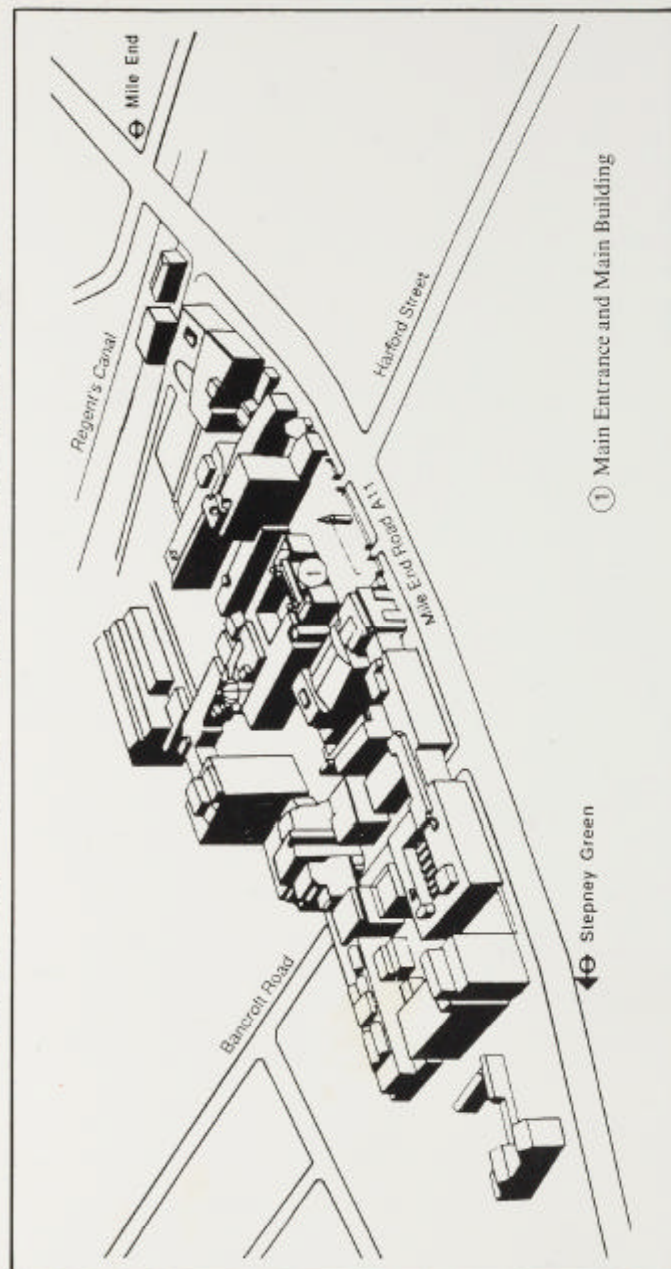 Mile End
Regent's Canal
Harford Street
Mile End Road A11
1
Bancroft Road
Stepney Green
1 Main Entrance and Main Building